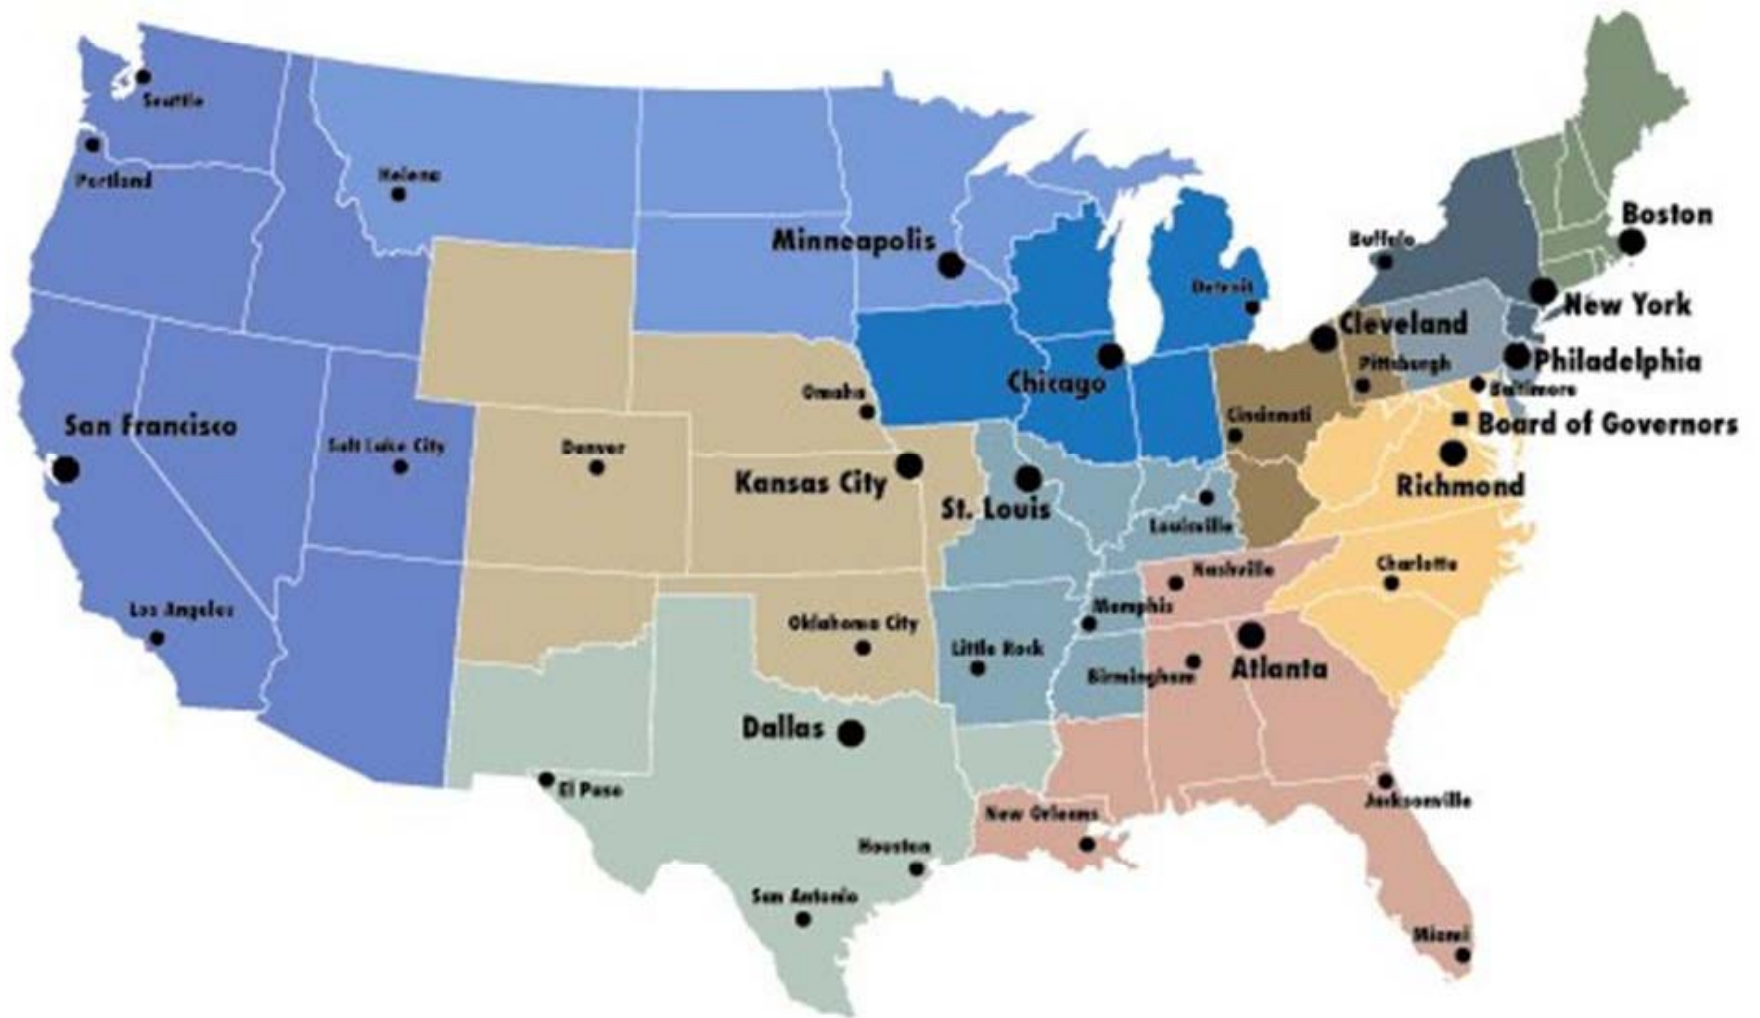 Seattle
Portland
Helena
Minneapolis
Boston
Buffalo
Detroit
New York
Cleveland
Philadelphia
Pittsburgh
Chicago
Baltimore
Omaha
Cincinnati
Board of Governors
San Francisco
Salt Lake City
Denver
Kansas City
Richmond
St. Louis
Louisville
Charlotte
Nashville
Los Angeles
Memphis
Oklahoma City
Little Rock
Birmingham
Atlanta
Dallas
El Paso
Jacksonville
New Orleans
Houston
San Antonio
Miami